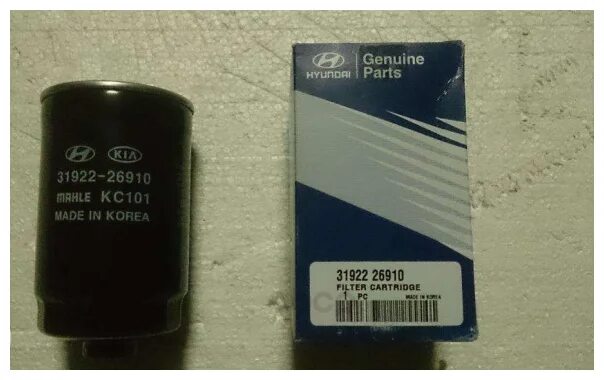 KIA
31922-26910
MAHLE KC101
MADE IN KOREA
HYUNDAI
Genuine
Parts
31922 26910
FILTER CARTRIDGE
1 PC MADE IN KOREA